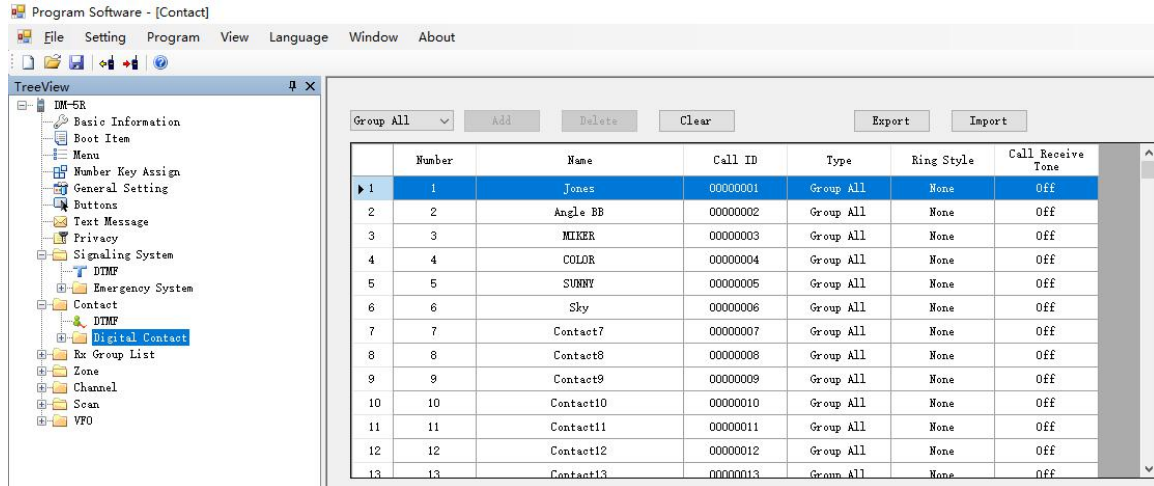 Program Software - [Contact]
File Setting Program View Language Window About
TreeView
DM-5R
Basic Information
Boot Item
Menu
Number Key Assign
General Setting
Buttons
Text Message
Privacy
Signaling System
DTMF
Emergency System
Contact
DTMF
Digital Contact
Rx Group List
Zone
Channel
Scan
VFO
Group All Add Delete Clear Export Import
Number Name Call ID Type Ring Style Call Receive Tone
1 1 Jones 00000001 Group All None Off
2 2 Angle BB 00000002 Group All None Off
3 3 MIKER 00000003 Group All None Off
4 4 COLOR 00000004 Group All None Off
5 5 SUNNY 00000005 Group All None Off
6 6 Sky 00000006 Group All None Off
7 7 Contact7 00000007 Group All None Off
8 8 Contact8 00000008 Group All None Off
9 9 Contact9 00000009 Group All None Off
10 10 Contact10 00000010 Group All None Off
11 11 Contact11 00000011 Group All None Off
12 12 Contact12 00000012 Group All None Off
13 13 Contact13 00000013 Group All None Off